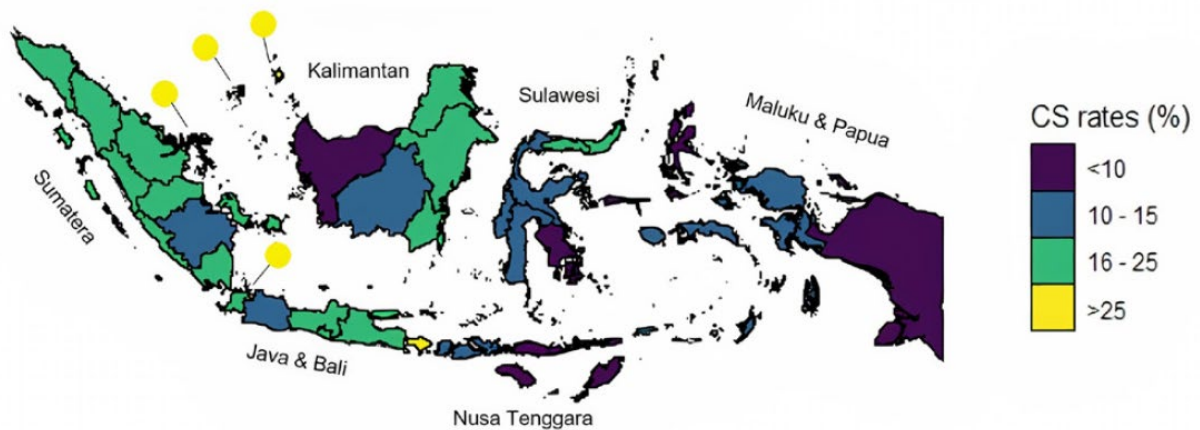 Kalimantan
Sulawesi
Maluku & Papua
Sumatera
Java & Bali
Nusa Tenggara
CS rates (%)
<10
10 - 15
16 - 25
>25